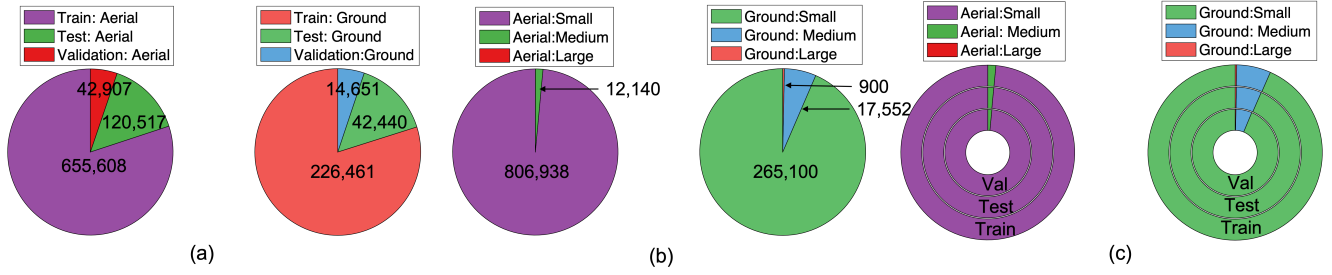 Train: Aerial
Test: Aerial
Validation: Aerial
42,907
120,517
655,608
Train: Ground
Test: Ground
Validation:Ground
14,651
42,440
226,461
(a)
Aerial:Small
Aerial:Medium
Aerial:Large
12,140
806,938
Ground:Small
Ground: Medium
Ground:Large
900
17,552
265,100
(b)
Aerial:Small
Aerial: Medium
Aerial:Large
Val
Test
Train
Ground:Small
Ground: Medium
Ground:Large
Val
Test
Train
(c)